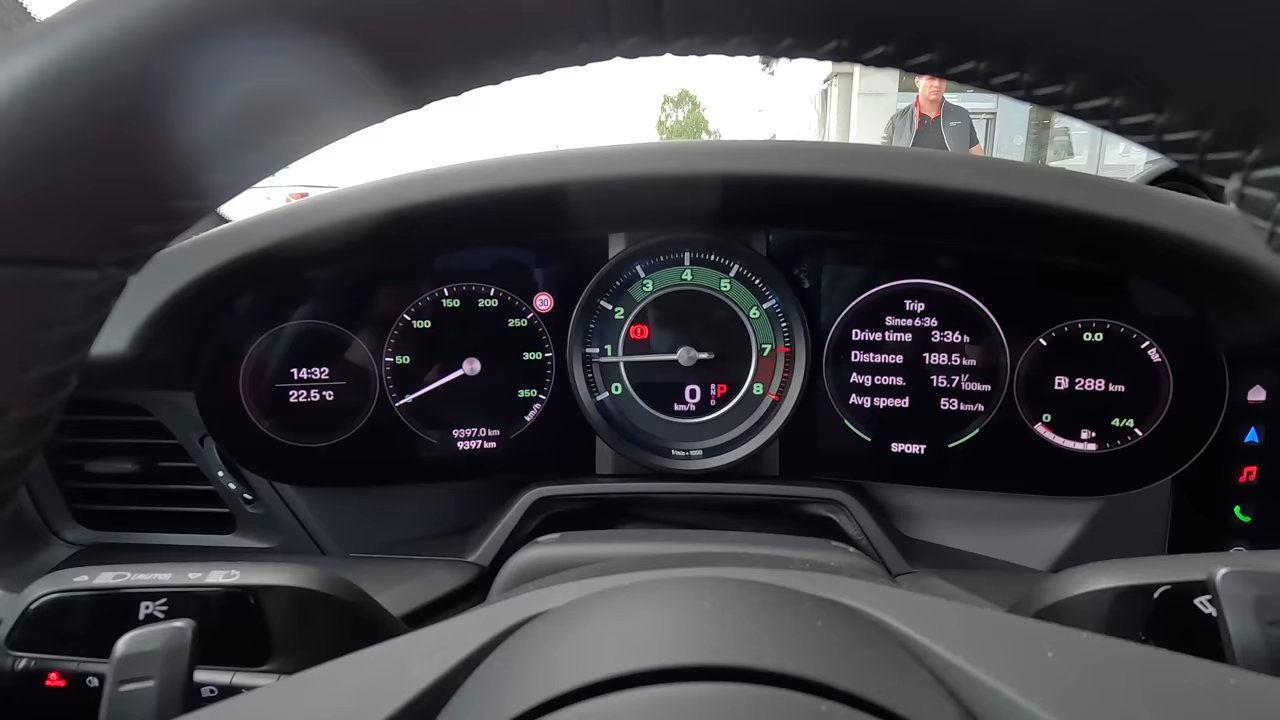 14:32
22.5 °C
50
100
150
200
250
300
350
km/h
30
9397.0 km
9397 km
0
1
2
3
4
5
6
7
8
0
km/h
P
R
N
D
1/min × 1000
Trip
Since 6:36
Drive time 3:36 h
Distance 188.5 km
Avg cons. 15.7 l/100km
Avg speed 53 km/h
SPORT
0.0
bar
288 km
0
4/4
AUTO
P
AUTO